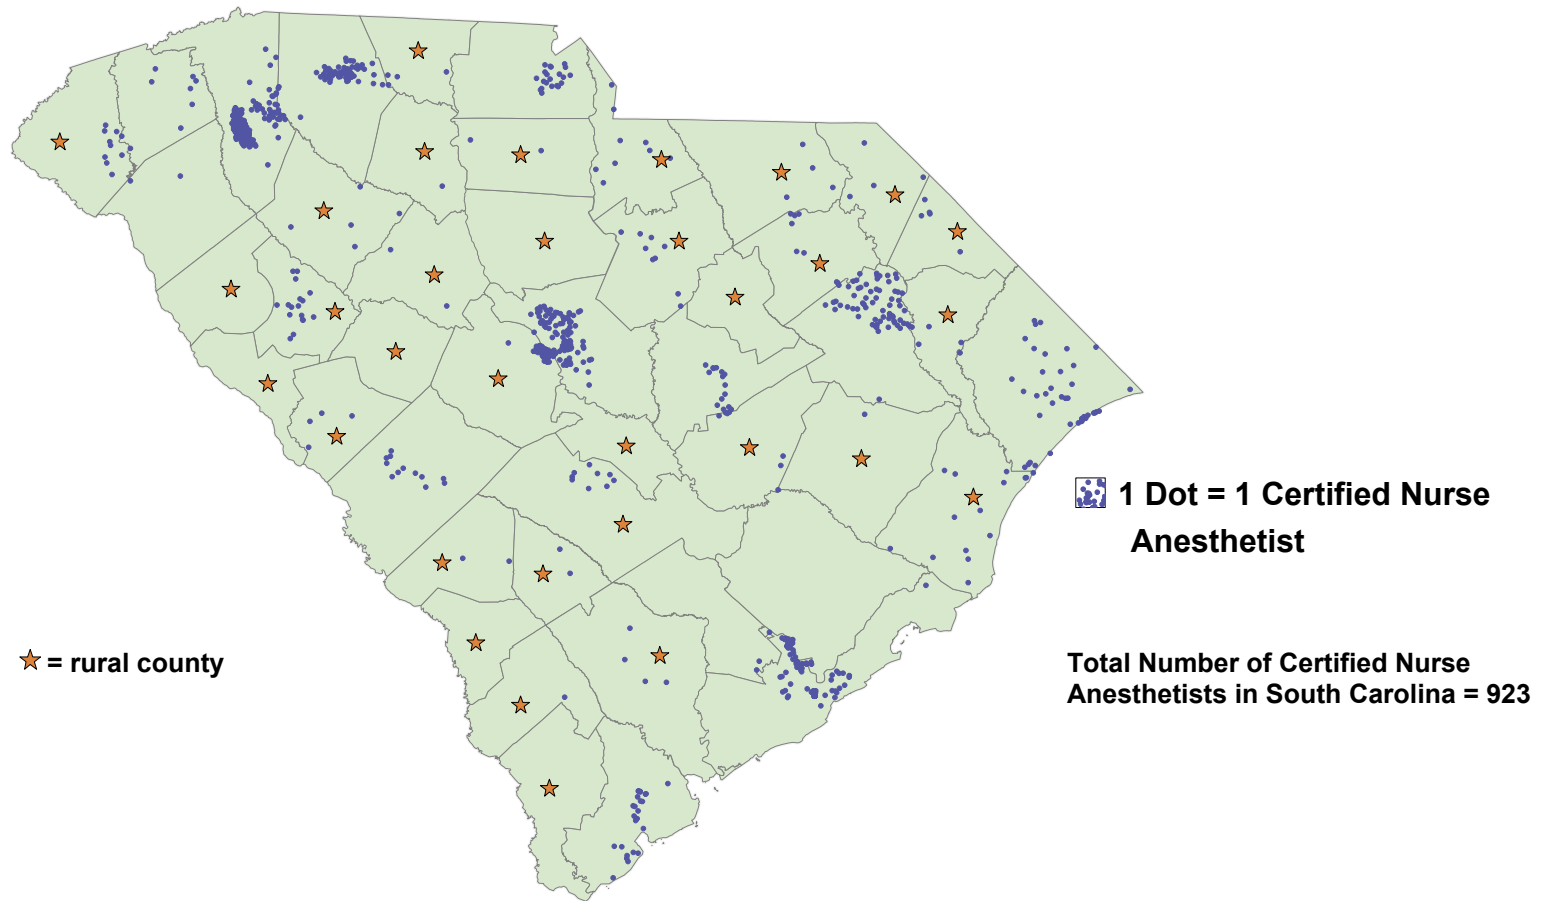 1 Dot = 1 Certified Nurse
Anesthetist
= rural county
Total Number of Certified Nurse
Anesthetists in South Carolina = 923